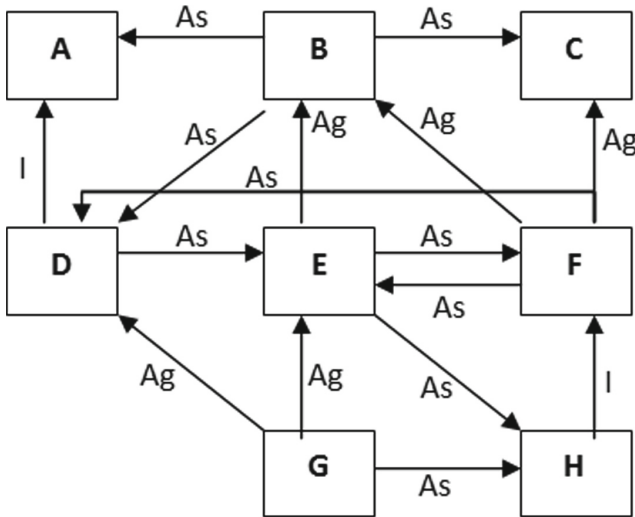 As As
A B C
As Ag Ag Ag
I As
As As
D E F
As
Ag Ag As I
G H
As